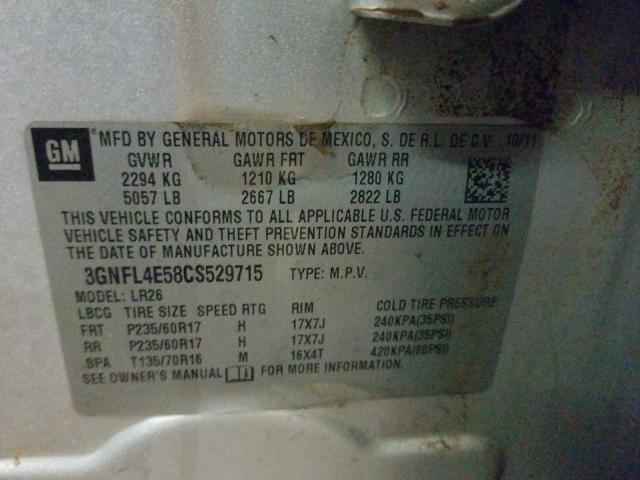 GM
MFD BY GENERAL MOTORS DE MEXICO, S. DE R.L. DE C.V. 10/11
GVWR GAWR FRT GAWR RR
2294 KG 1210 KG 1280 KG
5057 LB 2667 LB 2822 LB
THIS VEHICLE CONFORMS TO ALL APPLICABLE U.S. FEDERAL MOTOR
VEHICLE SAFETY AND THEFT PREVENTION STANDARDS IN EFFECT ON
THE DATE OF MANUFACTURE SHOWN ABOVE.
3GNFL4E58CS529715 TYPE: M.P.V.
MODEL: LR26
LBCG TIRE SIZE SPEED RTG RIM COLD TIRE PRESSURE
FRT P235/60R17 H 17X7J 240KPA(35PSI)
RR P235/60R17 H 17X7J 240KPA(35PSI)
SPA T135/70R16 M 16X4T 420KPA(60PSI)
SEE OWNER'S MANUAL FOR MORE INFORMATION.